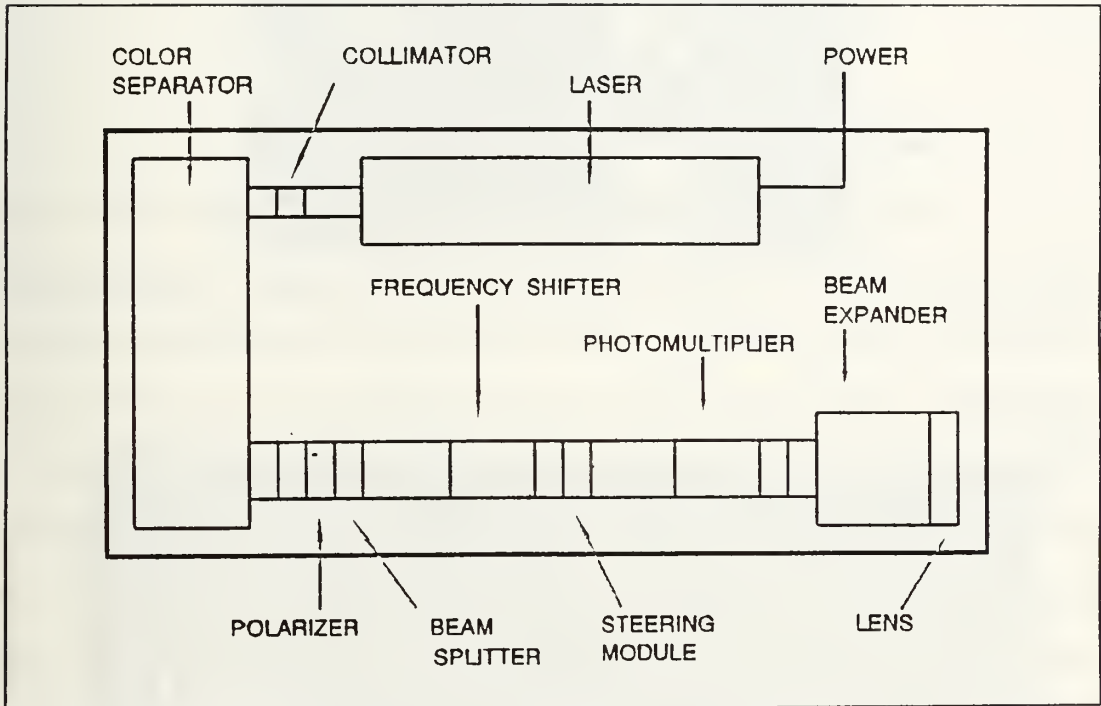 COLOR
SEPARATOR
COLLIMATOR
LASER
POWER
FREQUENCY SHIFTER
PHOTOMULTIPLIER
BEAM
EXPANDER
POLARIZER
BEAM
SPLITTER
STEERING
MODULE
LENS